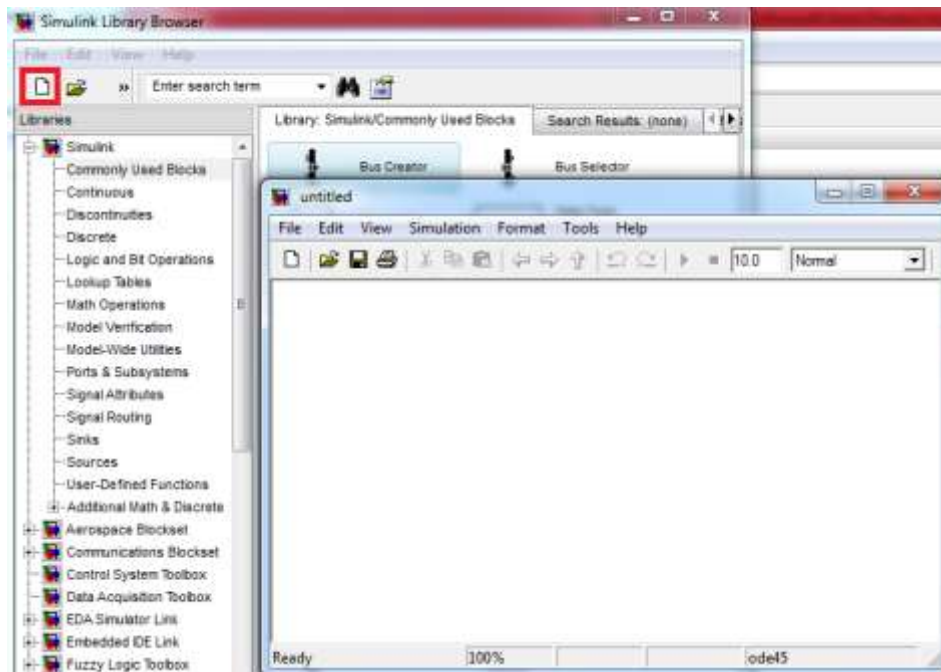 Simulink Library Browser
File Edit View Help
» Enter search term
Libraries
Library: Simulink/Commonly Used Blocks Search Results: (none)
Simulink
Commonly Used Blocks
Continuous
Discontinuities
Discrete
Logic and Bit Operations
Lookup Tables
Math Operations
Model Verification
Model-Wide Utilities
Ports & Subsystems
Signal Attributes
Signal Routing
Sinks
Sources
User-Defined Functions
Additional Math & Discrete
Aerospace Blockset
Communications Blockset
Control System Toolbox
Data Acquisition Toolbox
EDA Simulator Link
Embedded IDE Link
Fuzzy Logic Toolbox
Bus Creator Bus Selector
untitled
File Edit View Simulation Format Tools Help
10.0 Normal
Ready 100% ode45